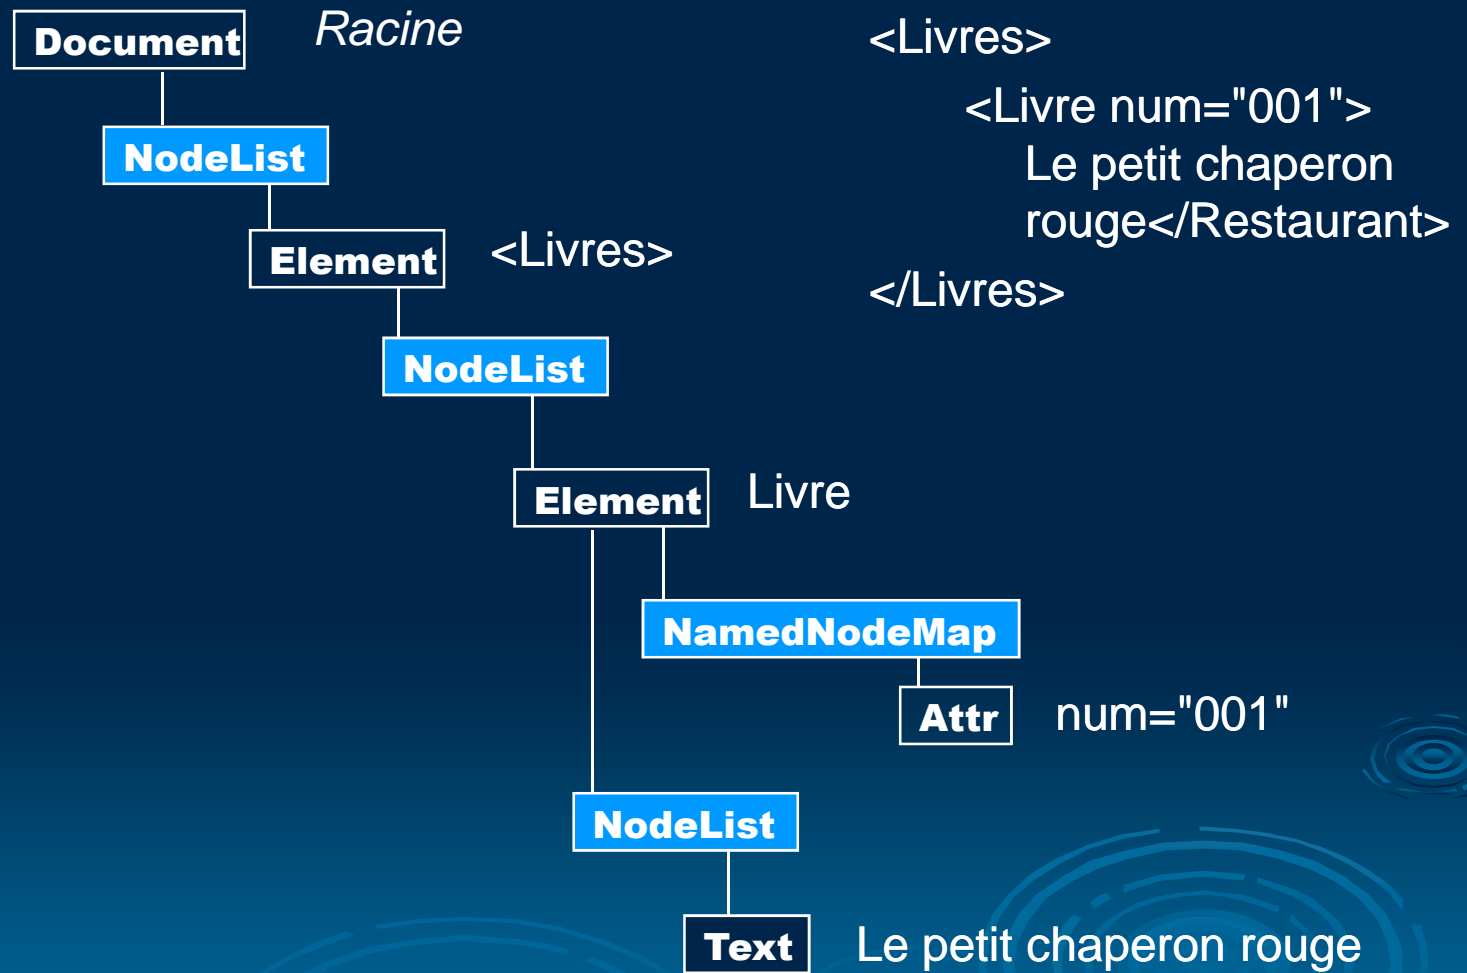 Document Racine
NodeList
Element <Livres>
NodeList
Element Livre
NamedNodeMap
Attr num="001"
NodeList
Text Le petit chaperon rouge
<Livres>
<Livre num="001">
Le petit chaperon
rouge</Restaurant>
</Livres>